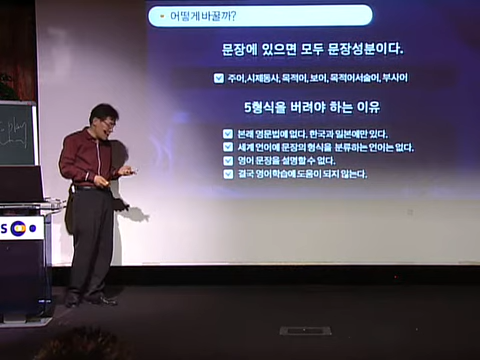 어떻게 바꿀까?
문장에 있으면 모두 문장성분이다.
주어,시제동사, 목적어, 보어, 목적어서술어, 부사어
5형식을 버려야 하는 이유
본래 영문법에 없다. 한국과 일본에만 있다.
세계 언어에 문장의 형식을 분류하는 언어는 없다.
영어 문장을 설명할 수 없다.
결국 영어학습에 도움이 되지 않는다.